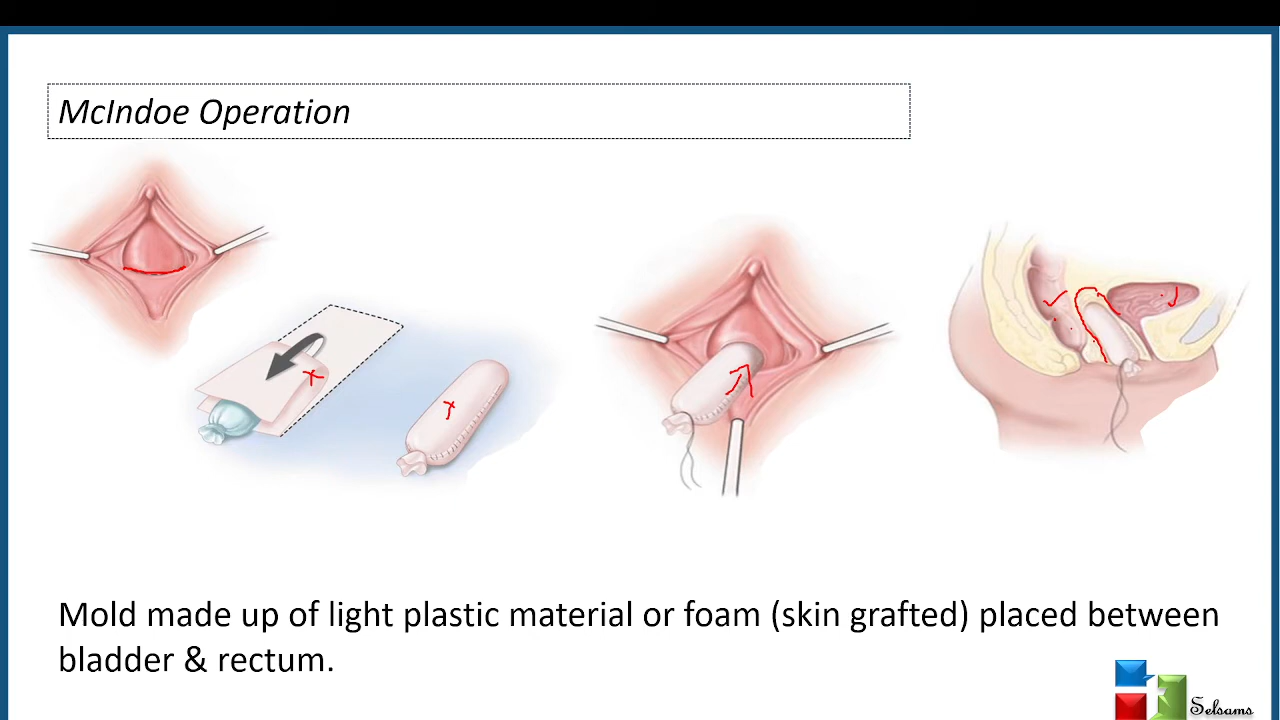 McIndoe Operation
Mold made up of light plastic material or foam (skin grafted) placed between
bladder & rectum.
Selsams